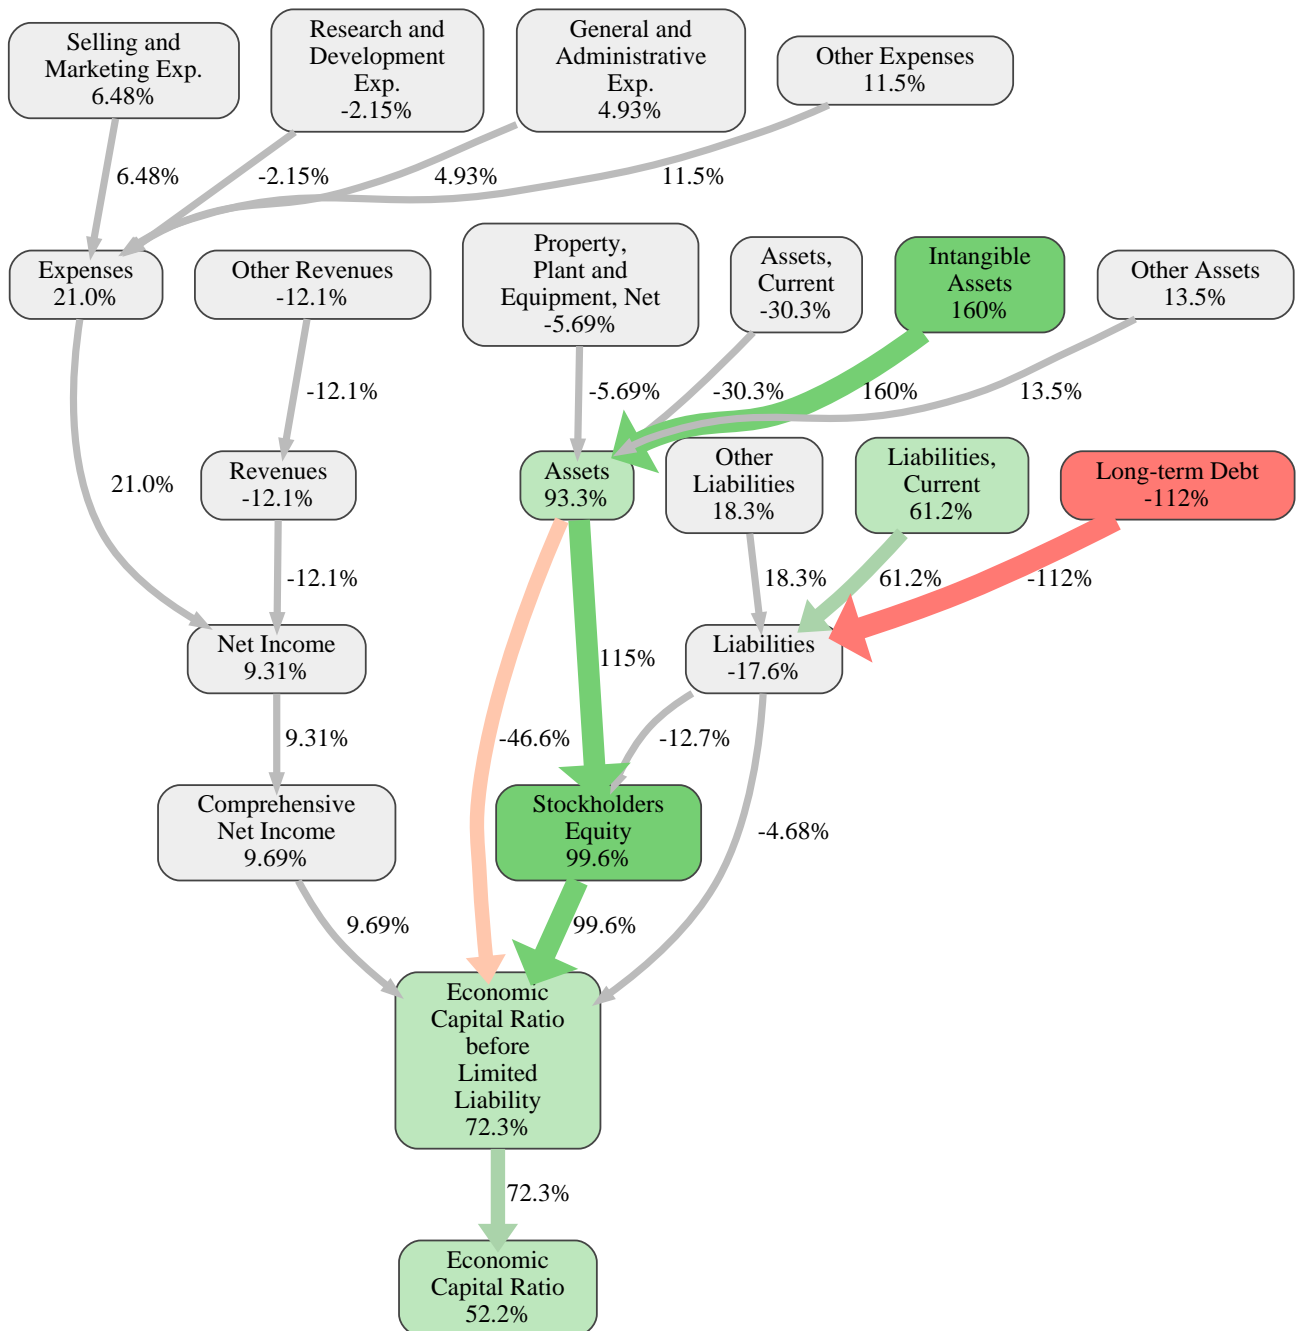 Selling and
Marketing Exp.
6.48%
Research and
Development
Exp.
-2.15%
General and
Administrative
Exp.
4.93%
Other Expenses
11.5%
6.48%
-2.15%
4.93%
11.5%
Expenses
21.0%
Other Revenues
-12.1%
Property,
Plant and
Equipment, Net
-5.69%
Assets,
Current
-30.3%
Intangible
Assets
160%
Other Assets
13.5%
-12.1%
-5.69%
-30.3%
160%
13.5%
21.0%
Revenues
-12.1%
Assets
93.3%
Other
Liabilities
18.3%
Liabilities,
Current
61.2%
Long-term Debt
-112%
-12.1%
18.3%
61.2%
-112%
Net Income
9.31%
115%
Liabilities
-17.6%
9.31%
-46.6%
-12.7%
Comprehensive
Net Income
9.69%
Stockholders
Equity
99.6%
-4.68%
9.69%
99.6%
Economic
Capital Ratio
before
Limited
Liability
72.3%
72.3%
Economic
Capital Ratio
52.2%